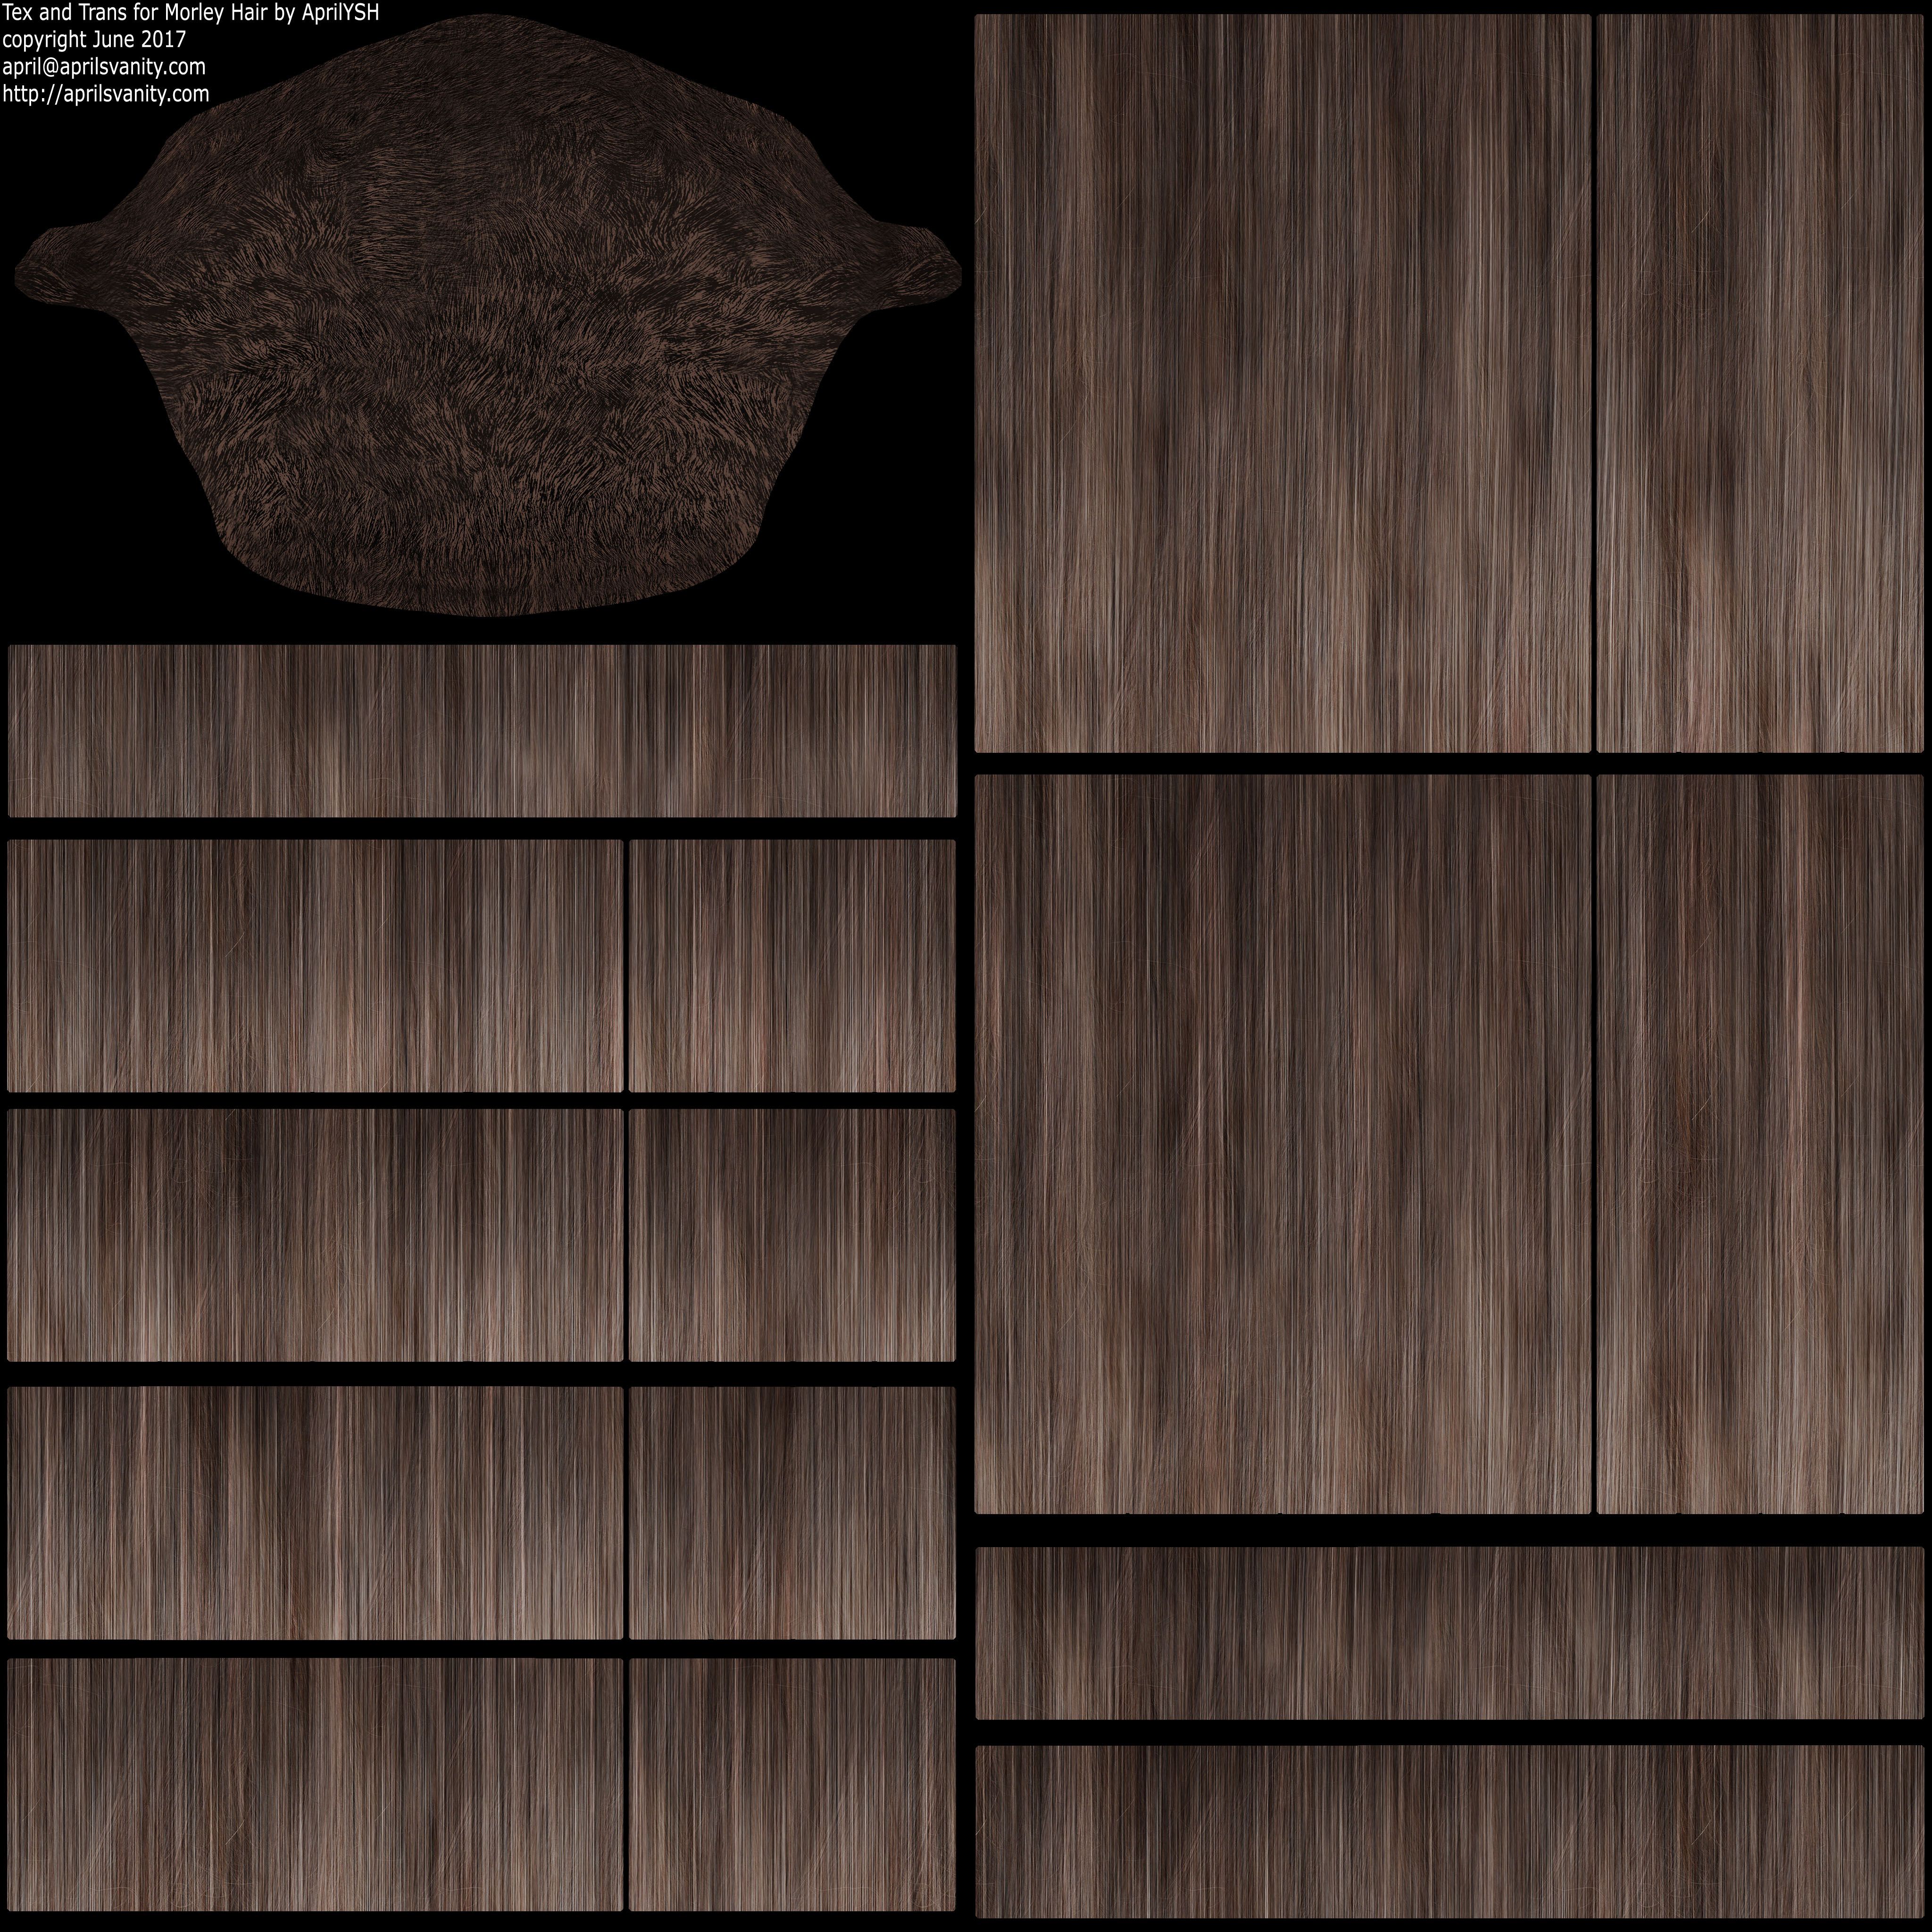 Tex and Trans for Morley Hair by AprilYSH
copyright June 2017
april@aprilsvanity.com
http://aprilsvanity.com